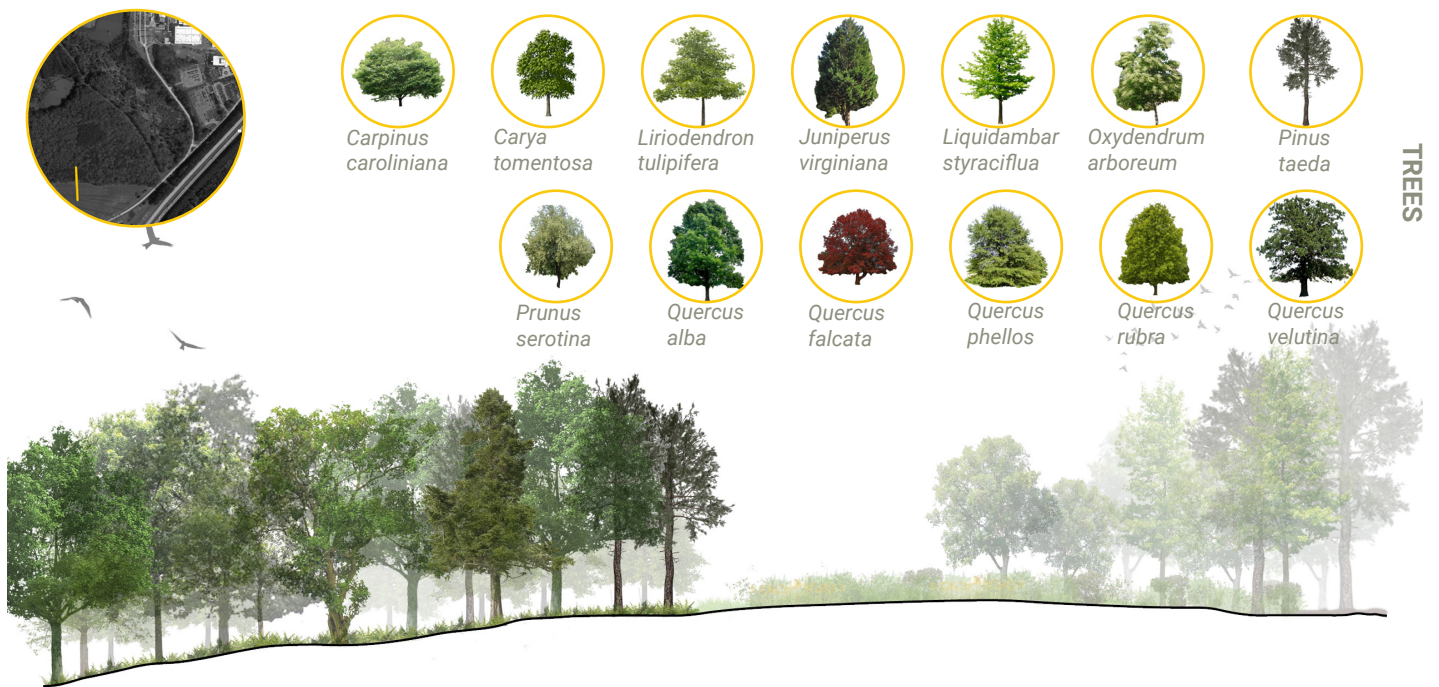 Carpinus
caroliniana
Carya
tomentosa
Liriodendron
tulipifera
Juniperus
virginiana
Liquidambar
styraciflua
Oxydendrum
arboreum
Pinus
taeda
TREES
Prunus
serotina
Quercus
alba
Quercus
falcata
Quercus
phellos
Quercus
rubra
Quercus
velutina